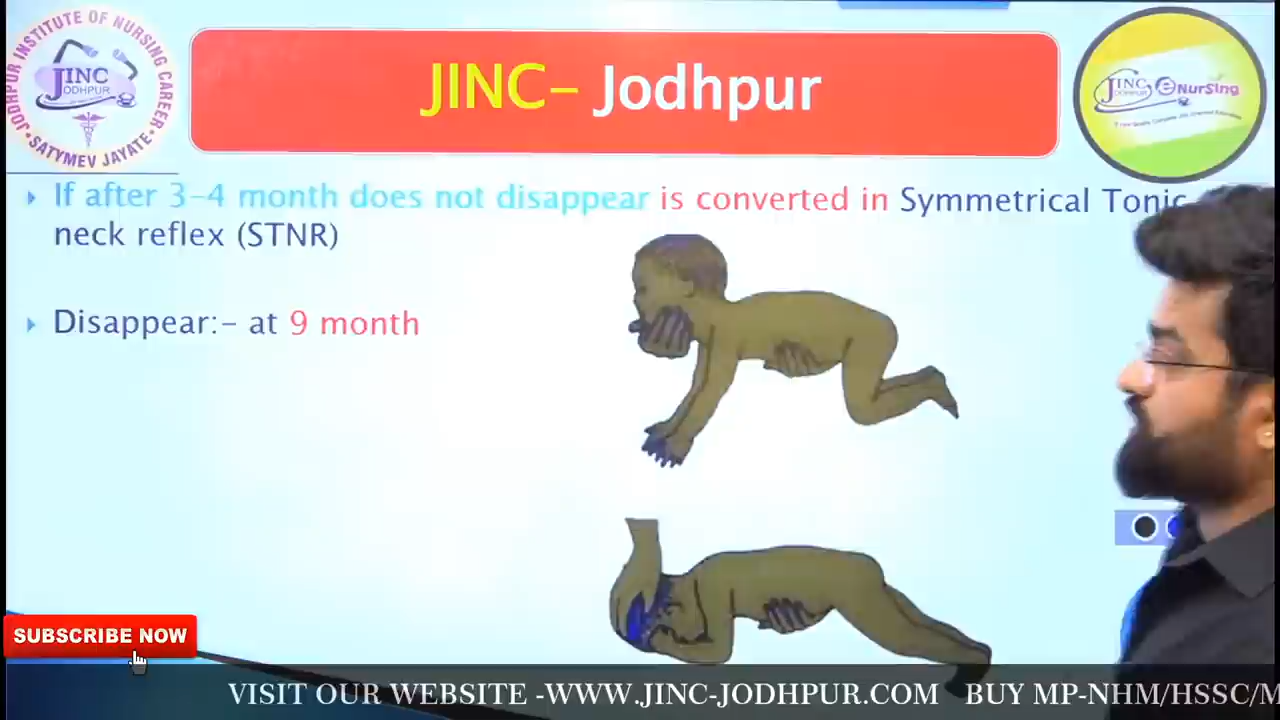 JODHPUR INSTITUTE OF NURSING CAREER
JINC
JODHPUR
SATYMEV JAYATE
JINC- Jodhpur
JINC
JODHPUR
eNursing
If after 3-4 month does not disappear is converted in Symmetrical Tonic
neck reflex (STNR)
Disappear:- at 9 month
SUBSCRIBE NOW
VISIT OUR WEBSITE -WWW.JINC-JODHPUR.COM BUY MP-NHM/HSSC/M